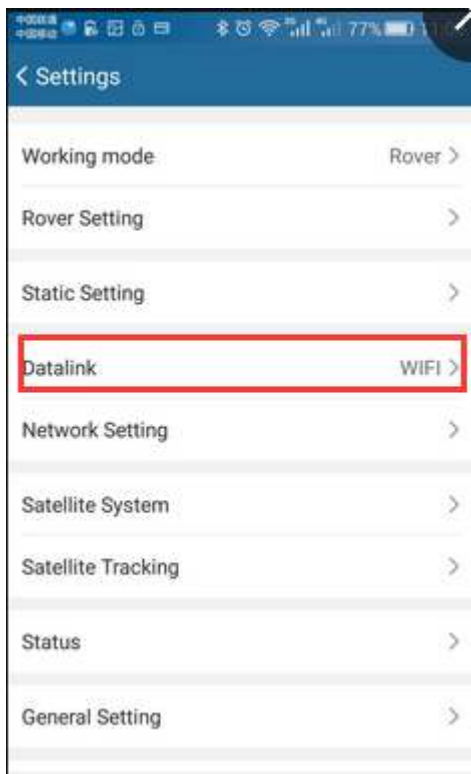 77%
< Settings
Working mode Rover >
Rover Setting >
Static Setting >
Datalink WIFI >
Network Setting >
Satellite System >
Satellite Tracking >
Status >
General Setting >